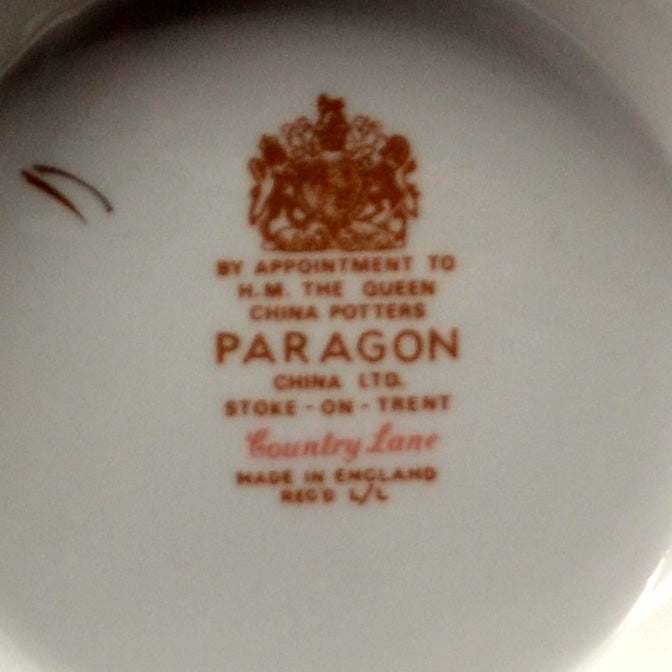 BY APPOINTMENT TO
H.M. THE QUEEN
CHINA POTTERS
PARAGON
CHINA LTD.
STOKE-ON-TRENT
Country Lane
MADE IN ENGLAND
REG'D L/L